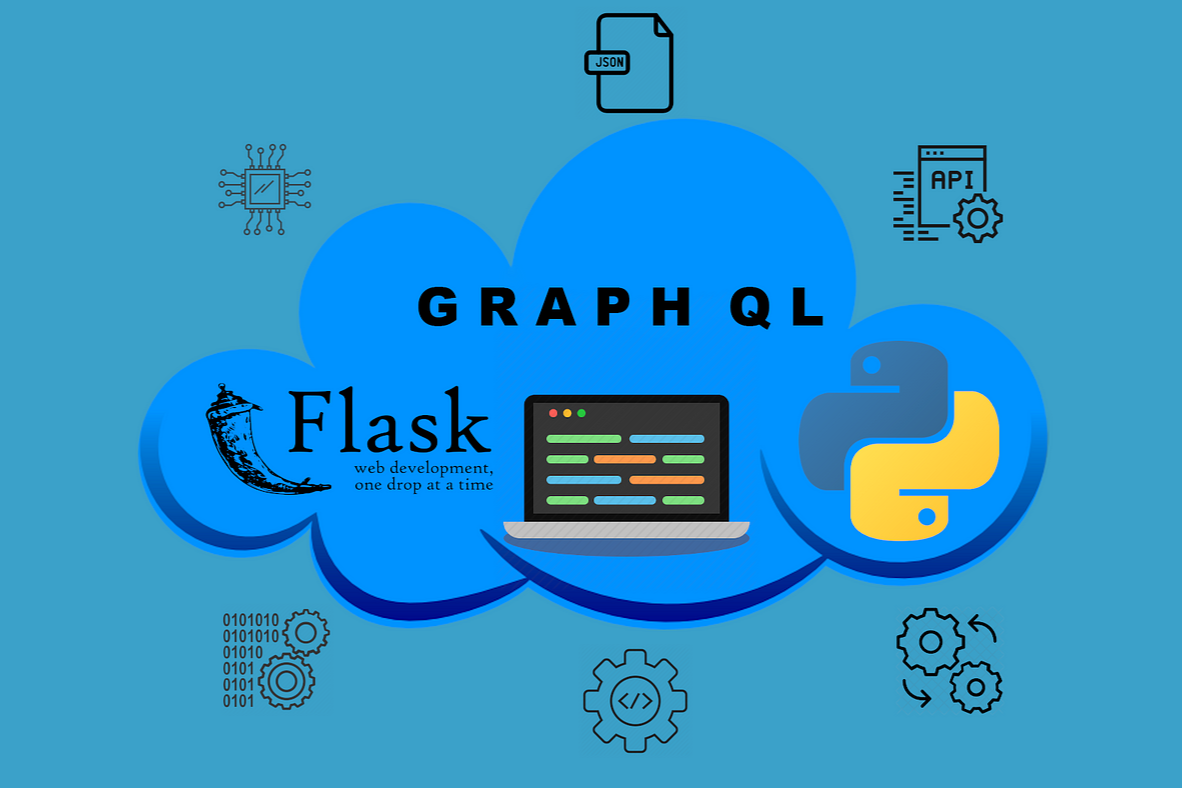 JSON
API
GRAPH QL
Flask
web development,
one drop at a time
0101010
0101010
01010
0101
0101
0101
</>